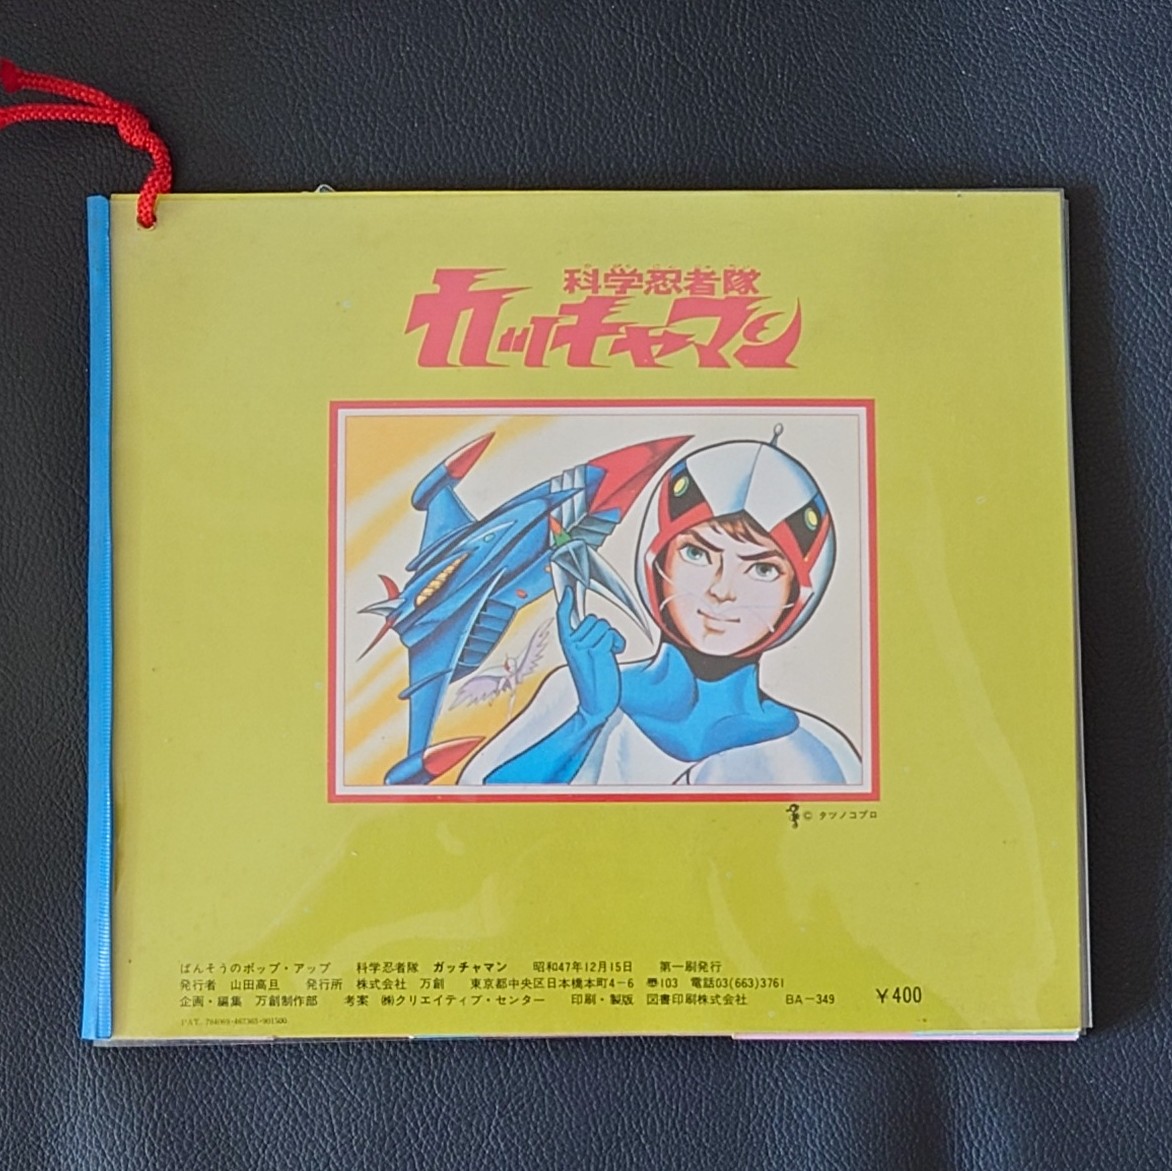 科学忍者隊
ガッチャマン
© タツノコプロ
ばんそうのポップ・アップ 科学忍者隊 ガッチャマン 昭和47年12月15日 第一刷発行
発行者 山田高旦 発行所 株式会社 万創 東京都中央区日本橋本町4-6 〒103 電話03(663)3761
企画・編集 万創制作部 考案 ㈱クリエイティブ・センター 印刷・製版 図書印刷株式会社 BA-349 ¥400
PAT. 794069・467365・901500